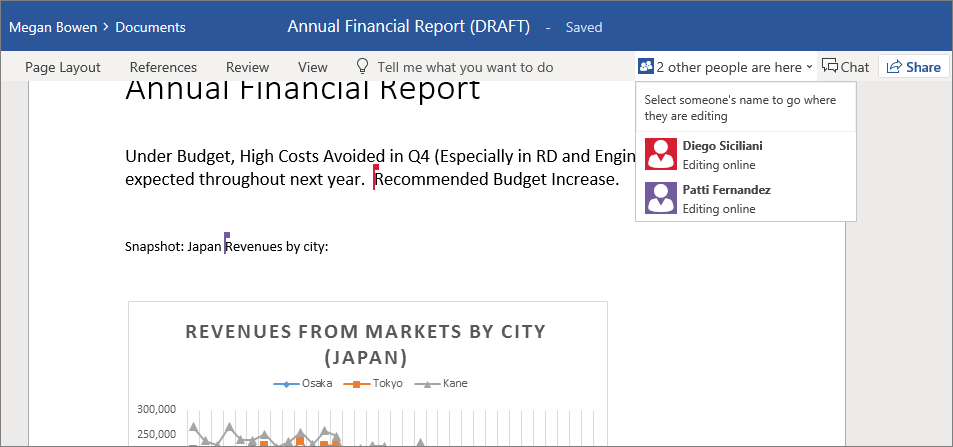 Megan Bowen > Documents
Annual Financial Report (DRAFT) - Saved
Page Layout References Review View Tell me what you want to do 2 other people are here Chat Share
Select someone's name to go where
they are editing
Diego Siciliani
Editing online
Patti Fernandez
Editing online
Annual Financial Report
Under Budget, High Costs Avoided in Q4 (Especially in RD and Engin
expected throughout next year. Recommended Budget Increase.
Snapshot: Japan Revenues by city:
REVENUES FROM MARKETS BY CITY
(JAPAN)
Osaka Tokyo Kane
300,000
250,000